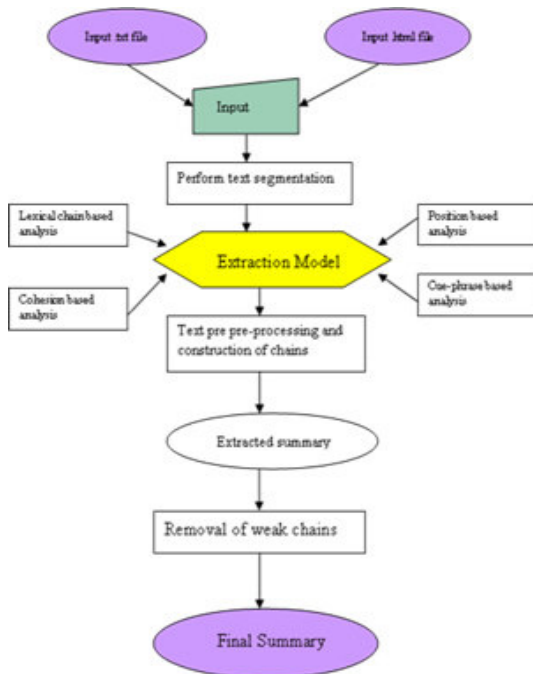 Input .txt file
Input .html file
Input
Perform text segmentation
Lexical chain based
analysis
Position based
analysis
Extraction Model
Cohesion based
analysis
Cue-phrase based
analysis
Text pre pre-processing and
construction of chains
Extracted summary
Removal of weak chains
Final Summary